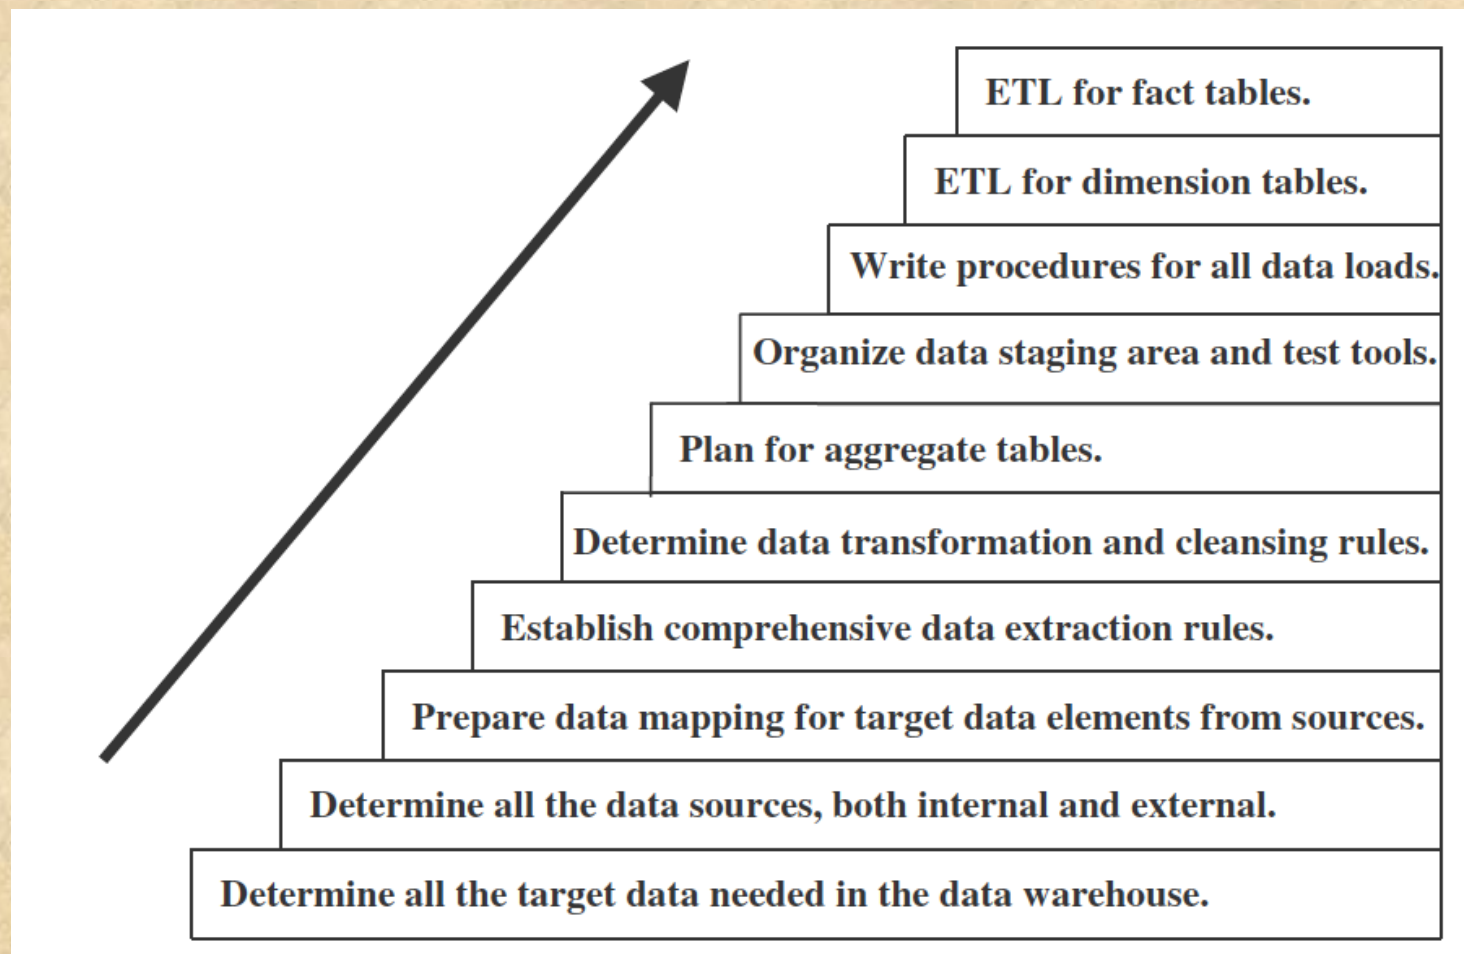 ETL for fact tables.
ETL for dimension tables.
Write procedures for all data loads.
Organize data staging area and test tools.
Plan for aggregate tables.
Determine data transformation and cleansing rules.
Establish comprehensive data extraction rules.
Prepare data mapping for target data elements from sources.
Determine all the data sources, both internal and external.
Determine all the target data needed in the data warehouse.